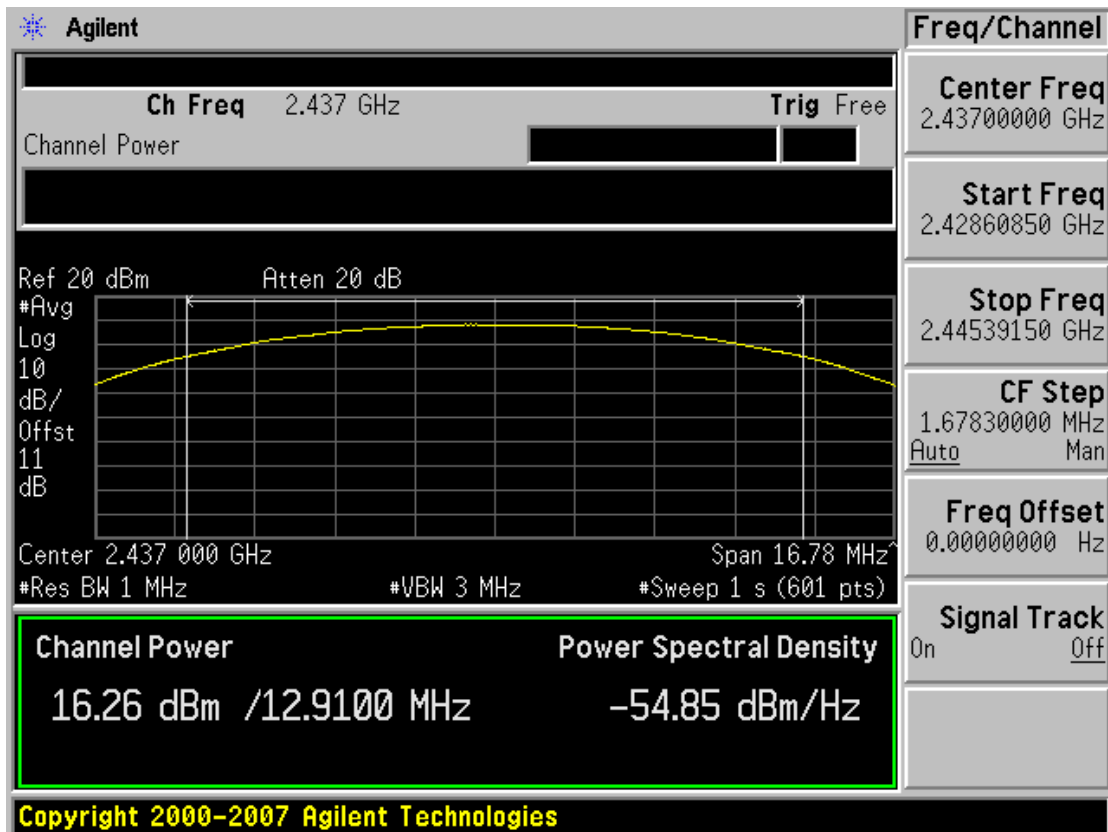 Agilent
Ch Freq 2.437 GHz Trig Free
Channel Power
Ref 20 dBm Atten 20 dB
#Avg
Log
10
dB/
Offst
11
dB
Center 2.437 000 GHz Span 16.78 MHz^
#Res BW 1 MHz #VBW 3 MHz #Sweep 1 s (601 pts)
Channel Power Power Spectral Density
16.26 dBm /12.9100 MHz -54.85 dBm/Hz
Copyright 2000-2007 Agilent Technologies
Freq/Channel
Center Freq
2.43700000 GHz
Start Freq
2.42860850 GHz
Stop Freq
2.44539150 GHz
CF Step
1.67830000 MHz
Auto Man
Freq Offset
0.00000000 Hz
Signal Track
On Off